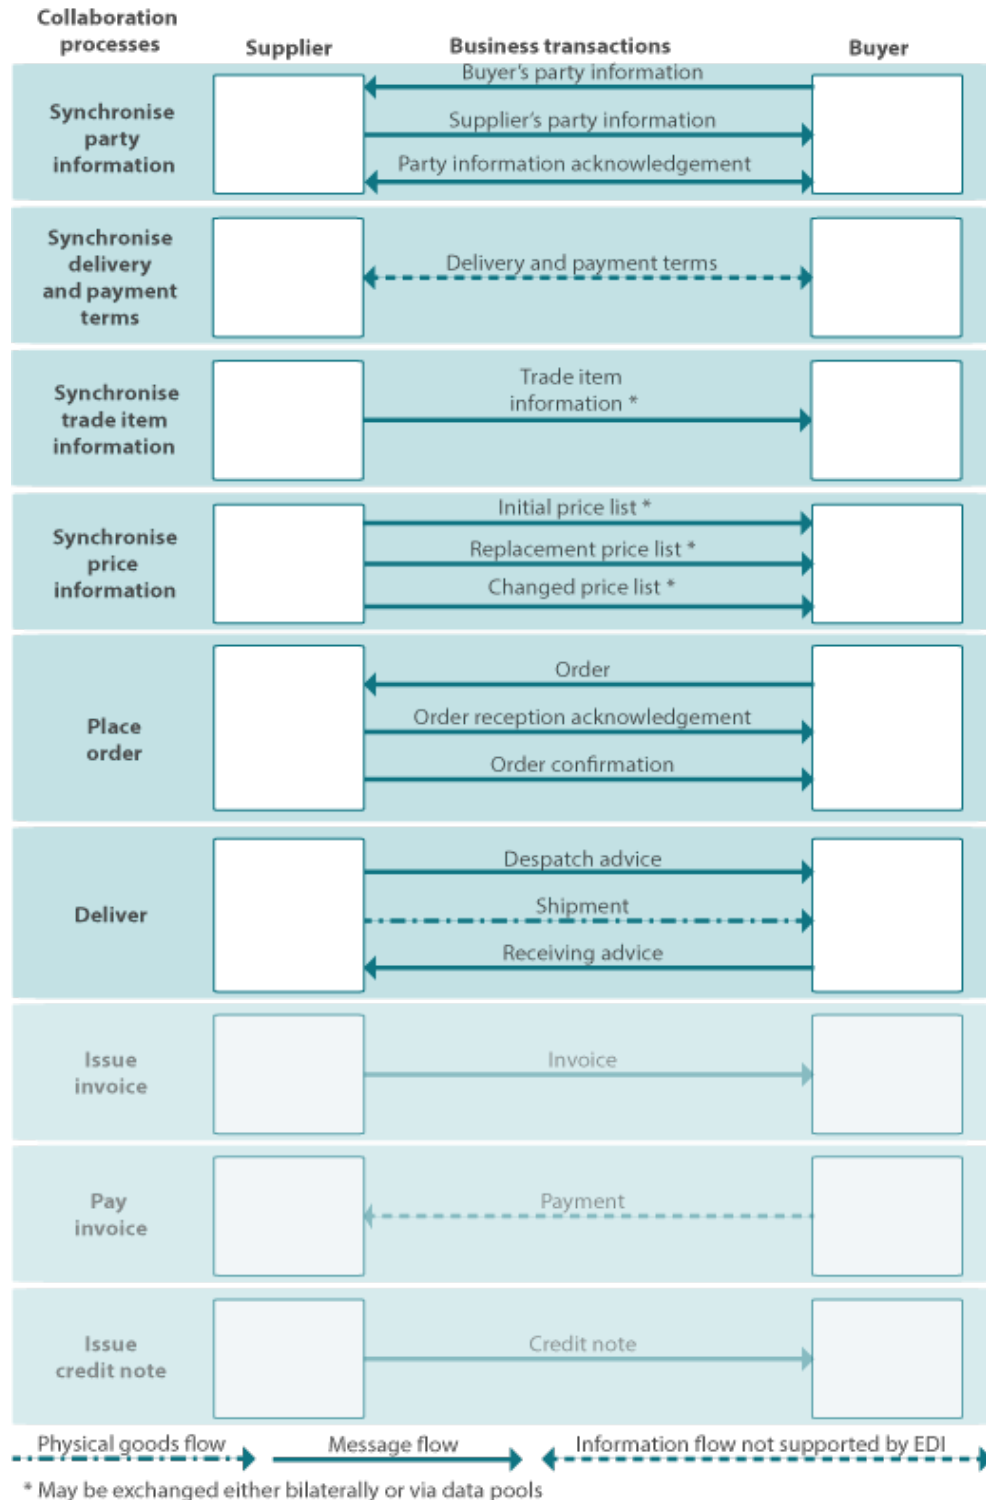 Collaboration
processes
Supplier
Business transactions
Buyer
Synchronise
party
information
Buyer’s party information
Supplier’s party information
Party information acknowledgement
Synchronise
delivery
and payment
terms
Delivery and payment terms
Synchronise
trade item
information
Trade item
information *
Synchronise
price
information
Initial price list *
Replacement price list *
Changed price list *
Place
order
Order
Order reception acknowledgement
Order confirmation
Deliver
Despatch advice
Shipment
Receiving advice
Issue
invoice
Invoice
Pay
invoice
Payment
Issue
credit note
Credit note
Physical goods flow
Message flow
Information flow not supported by EDI
* May be exchanged either bilaterally or via data pools